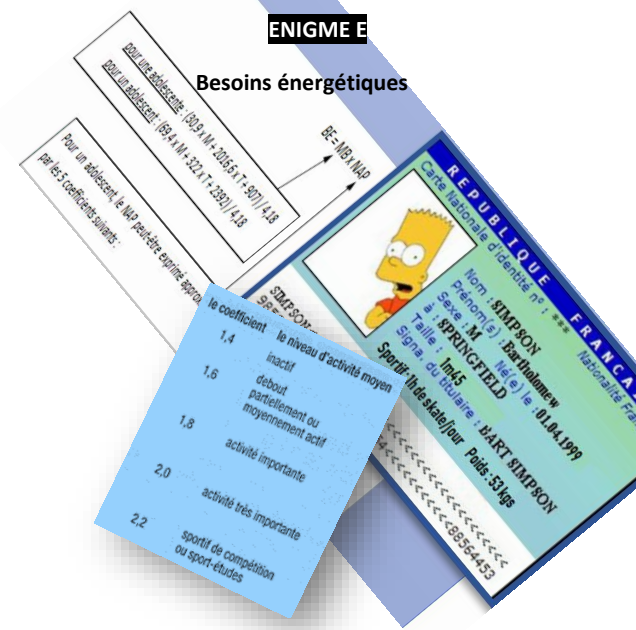 ENIGME E
Besoins énergétiques
pour une adolescente : (30,9 x M + 2016,6 x T + 907) / 4,18
pour un adolescent : (69,4 x M + 322 x T + 2392) / 4,18
BE = MB x NAP
Pour un adolescent, le NAP peut-être exprimé
par les 5 coefficients suivants :
le coefficient le niveau d'activité moyen
1,4 inactif
1,6 debout
partiellement ou
moyennement actif
1,8 activité importante
2,0 activité très importante
2,2 sportif de compétition
ou sport-études
REPUBLIQUE
Carte Nationale d'identité n° : ***
Nationalité
Nom : SIMPSON
Prénom(s) : Bartholomew
Sexe : M Né(e) le : 01.04.1999
à : SPRINGFIELD
Taille : 1m45
Signa. du titulaire : BART SIMPSON
Sportif 1h de skate/jour Poids : 53 kgs
SIMPSON
<<<<<<<<<<<<<<<<
<<<<<<<<<<<<88564453